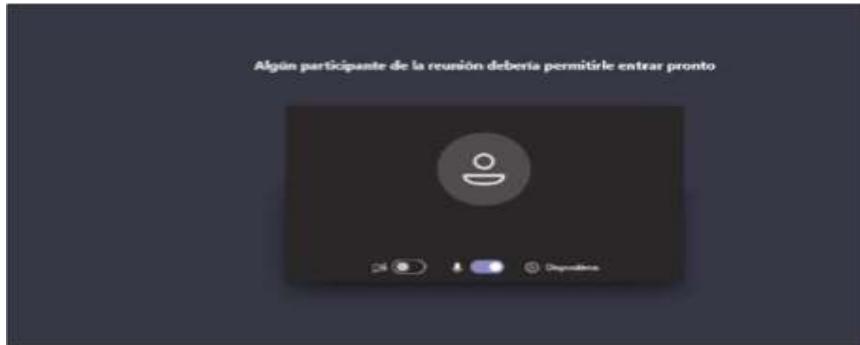 Algún participante de la reunión debería permitirle entrar pronto
Dispositivos